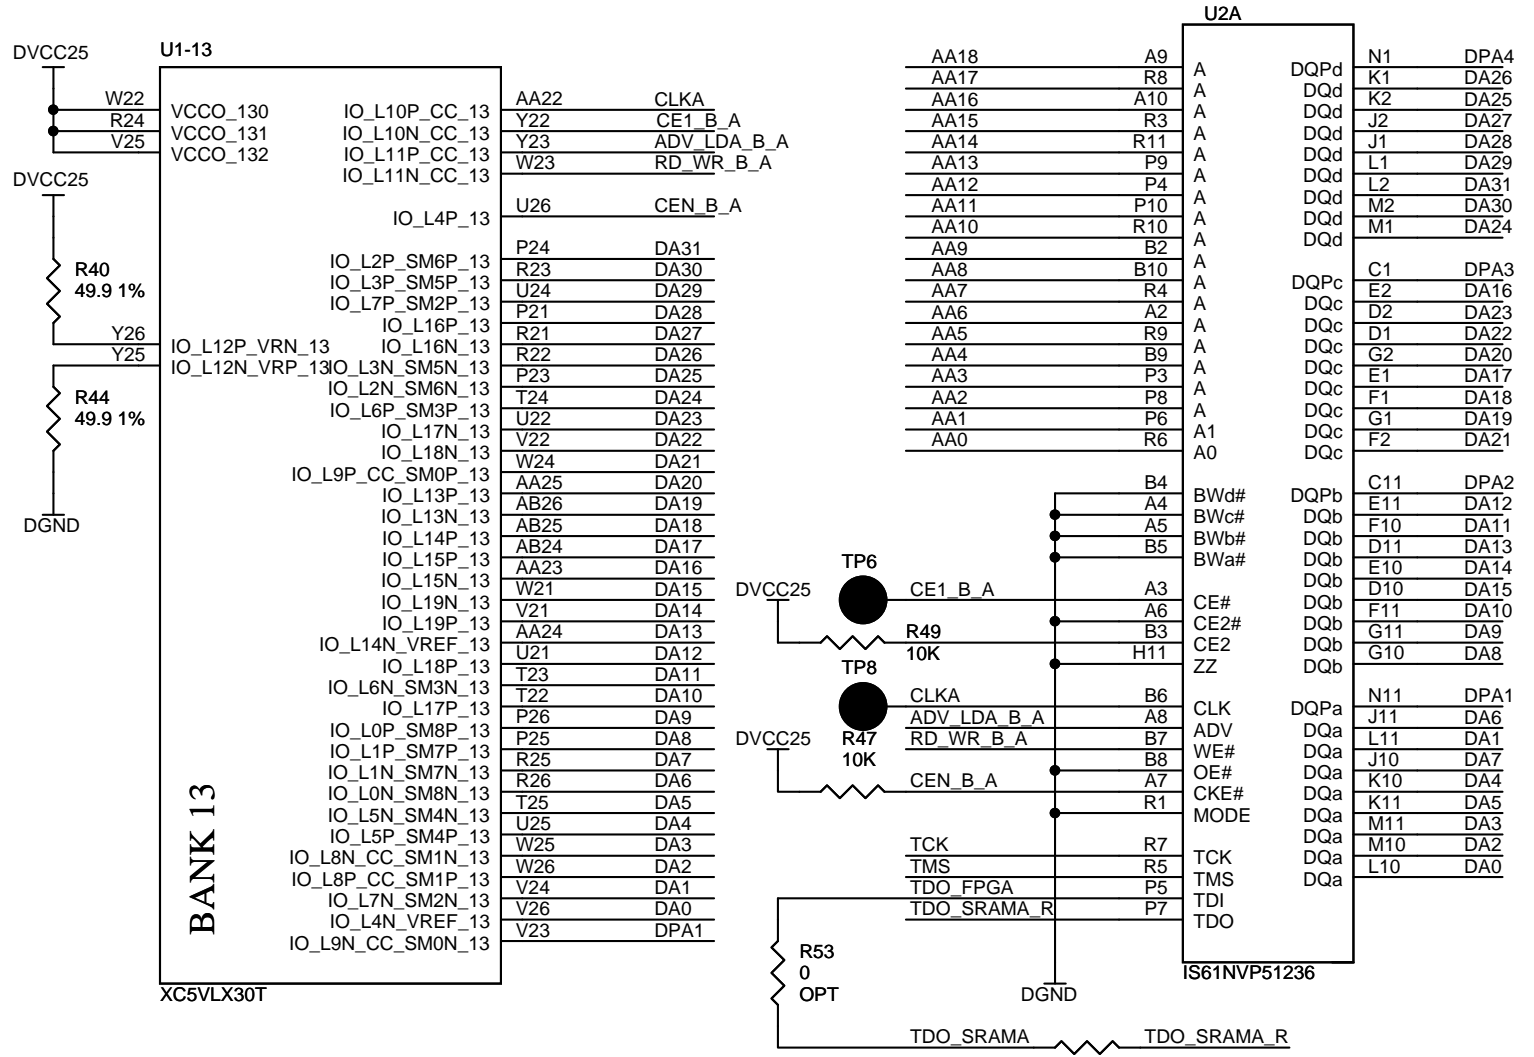 U1-13
DVCC25
W22 VCCO_130
R24 VCCO_131
V25 VCCO_132
DVCC25
R40
49.9 1%
Y26 IO_L12P_VRN_13
Y25 IO_L12N_VRP_13
R44
49.9 1%
DGND
IO_L10P_CC_13 AA22 CLKA
IO_L10N_CC_13 Y22 CE1_B_A
IO_L11P_CC_13 Y23 ADV_LDA_B_A
IO_L11N_CC_13 W23 RD_WR_B_A
IO_L4P_13 U26 CEN_B_A
IO_L2P_SM6P_13 P24 DA31
IO_L3P_SM5P_13 R23 DA30
IO_L7P_SM2P_13 U24 DA29
IO_L16P_13 P21 DA28
IO_L16N_13 R21 DA27
IO_L3N_SM5N_13 R22 DA26
IO_L2N_SM6N_13 P23 DA25
IO_L6P_SM3P_13 T24 DA24
IO_L17N_13 U22 DA23
IO_L18N_13 V22 DA22
IO_L9P_CC_SM0P_13 W24 DA21
IO_L13P_13 AA25 DA20
IO_L13N_13 AB26 DA19
IO_L14P_13 AB25 DA18
IO_L15P_13 AB24 DA17
IO_L15N_13 AA23 DA16
IO_L19N_13 W21 DA15
IO_L19P_13 V21 DA14
IO_L14N_VREF_13 AA24 DA13
IO_L18P_13 U21 DA12
IO_L6N_SM3N_13 T23 DA11
IO_L17P_13 T22 DA10
IO_L0P_SM8P_13 P26 DA9
IO_L1P_SM7P_13 P25 DA8
IO_L1N_SM7N_13 R25 DA7
IO_L0N_SM8N_13 R26 DA6
IO_L5N_SM4N_13 T25 DA5
IO_L5P_SM4P_13 U25 DA4
IO_L8N_CC_SM1N_13 W25 DA3
IO_L8P_CC_SM1P_13 W26 DA2
IO_L7N_SM2N_13 V24 DA1
IO_L4N_VREF_13 V26 DA0
IO_L9N_CC_SM0N_13 V23 DPA1
BANK 13
XC5VLX30T
U2A
AA18 A9 A
AA17 R8 A
AA16 A10 A
AA15 R3 A
AA14 R11 A
AA13 P9 A
AA12 P4 A
AA11 P10 A
AA10 R10 A
AA9 B2 A
AA8 B10 A
AA7 R4 A
AA6 A2 A
AA5 R9 A
AA4 B9 A
AA3 P3 A
AA2 P8 A
AA1 P6 A1
AA0 R6 A0
B4 BWd#
A4 BWc#
A5 BWb#
B5 BWa#
TP6
DVCC25
CE1_B_A A3 CE#
A6 CE2#
R49
10K
B3 CE2
H11 ZZ
TP8
CLKA B6 CLK
ADV_LDA_B_A A8 ADV
DVCC25
R47
10K
RD_WR_B_A B7 WE#
B8 OE#
CEN_B_A A7 CKE#
R1 MODE
TCK R7 TCK
TMS R5 TMS
TDO_FPGA P5 TDI
TDO_SRAMA_R P7 TDO
R53
0
OPT
DGND
TDO_SRAMA TDO_SRAMA_R
DQPd N1 DPA4
DQd K1 DA26
DQd K2 DA25
DQd J2 DA27
DQd J1 DA28
DQd L1 DA29
DQd L2 DA31
DQd M2 DA30
DQd M1 DA24
DQPc C1 DPA3
DQc E2 DA16
DQc D2 DA23
DQc D1 DA22
DQc G2 DA20
DQc E1 DA17
DQc F1 DA18
DQc G1 DA19
DQc F2 DA21
DQPb C11 DPA2
DQb E11 DA12
DQb F10 DA11
DQb D11 DA13
DQb E10 DA14
DQb D10 DA15
DQb F11 DA10
DQb G11 DA9
DQb G10 DA8
DQPa N11 DPA1
DQa J11 DA6
DQa L11 DA1
DQa J10 DA7
DQa K10 DA4
DQa K11 DA5
DQa M11 DA3
DQa M10 DA2
DQa L10 DA0
IS61NVP51236